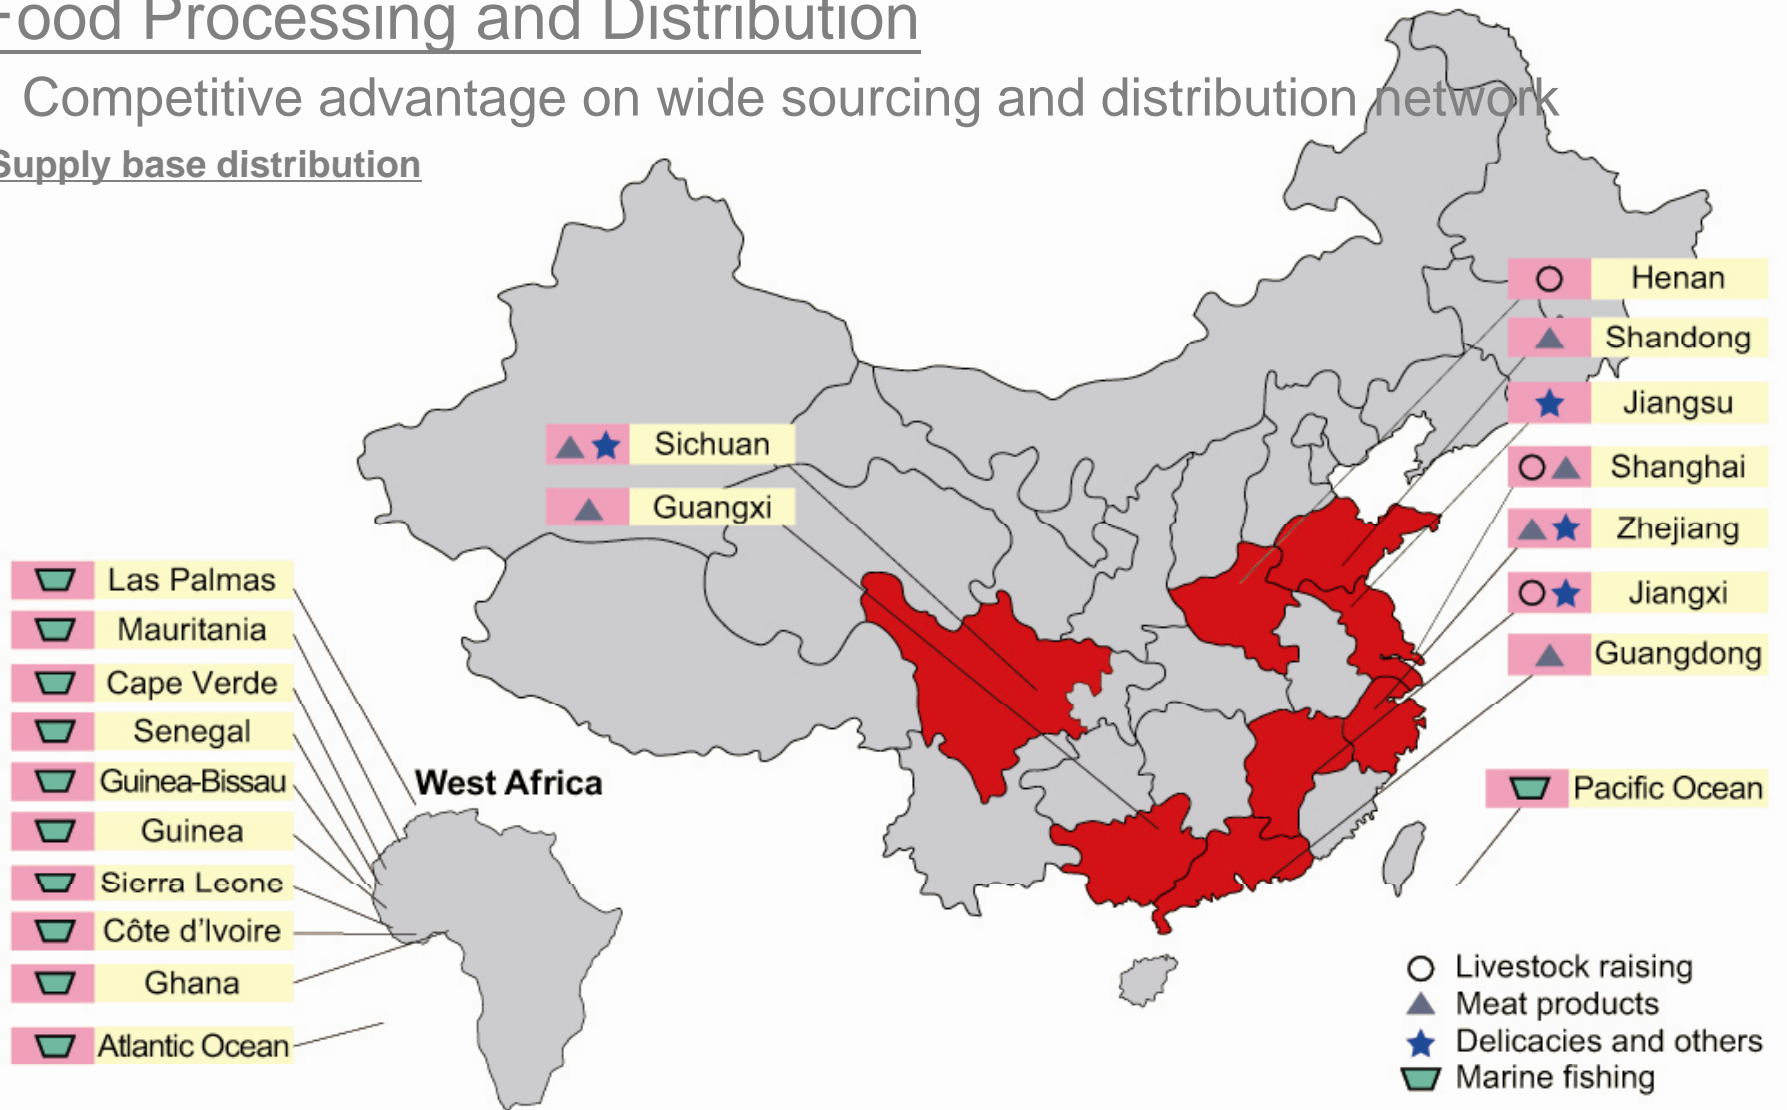 Food Processing and Distribution
Competitive advantage on wide sourcing and distribution network
Supply base distribution
Henan
Shandong
Jiangsu
Shanghai
Zhejiang
Jiangxi
Guangdong
Sichuan
Guangxi
Las Palmas
Mauritania
Cape Verde
Senegal
Guinea-Bissau
Guinea
Sierra Leone
Côte d'Ivoire
Ghana
Atlantic Ocean
West Africa
Pacific Ocean
Livestock raising
Meat products
Delicacies and others
Marine fishing